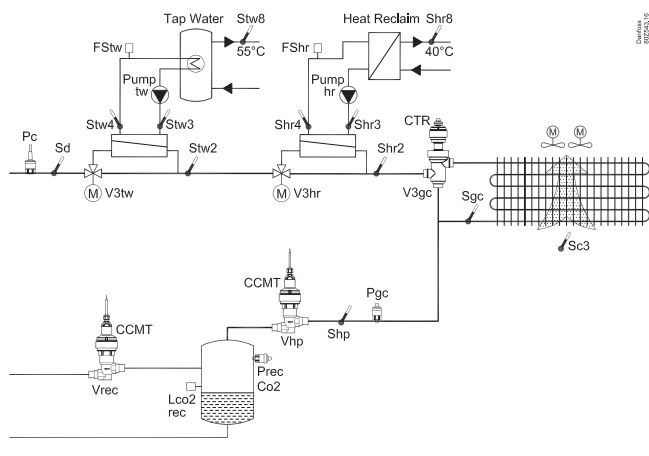 Tap Water
Stw8
Heat Reclaim
Shr8
Danfoss
80Z543.16
FStw
55°C
FShr
40°C
Pump
tw
Pump
hr
CTR
M
M
Pc
Sd
Stw4
Stw3
Stw2
Shr4
Shr3
Shr2
V3gc
Sgc
M
V3tw
M
V3hr
Sc3
CCMT
Pgc
Vhp
Shp
CCMT
Vrec
Prec
Co2
Lco2
rec